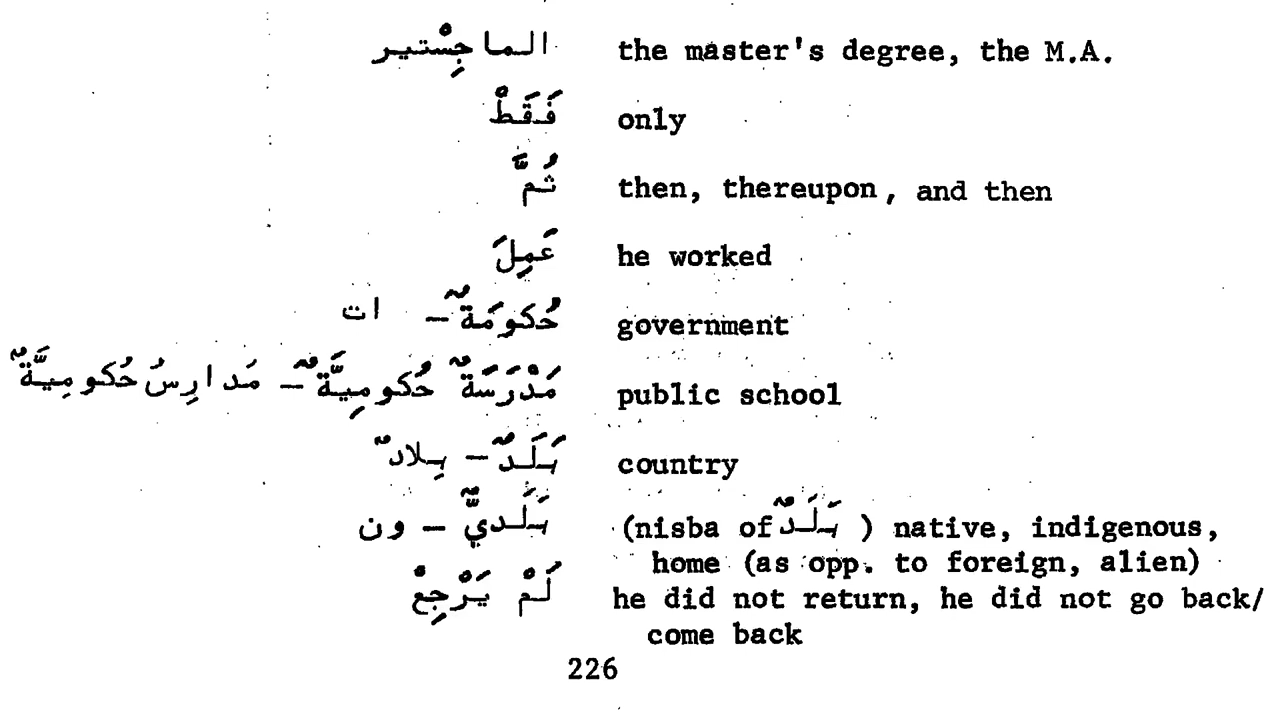 الماجِسْتير the master's degree, the M.A.
فَقَطْ only
ثُمَّ then, thereupon, and then
عَمِلَ he worked
حُكومَةٌ – ات government
مَدْرَسَةٌ حُكومِيَّةٌ – مَدارِسُ حُكومِيَّةٌ public school
بَلَدٌ – بِلادٌ country
بَلَديٌّ – ون (nisba of بَلَدٌ ) native, indigenous,
home (as opp. to foreign, alien)
لَمْ يَرْجِعْ he did not return, he did not go back/
come back
226